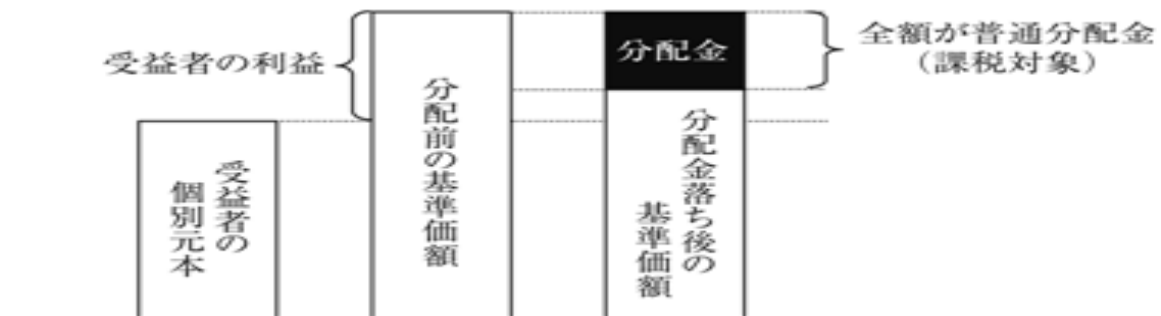 受益者の利益
受益者の
個別元本
分配前の基準価額
分配金
分配金落ち後の
基準価額
全額が普通分配金
（課税対象）